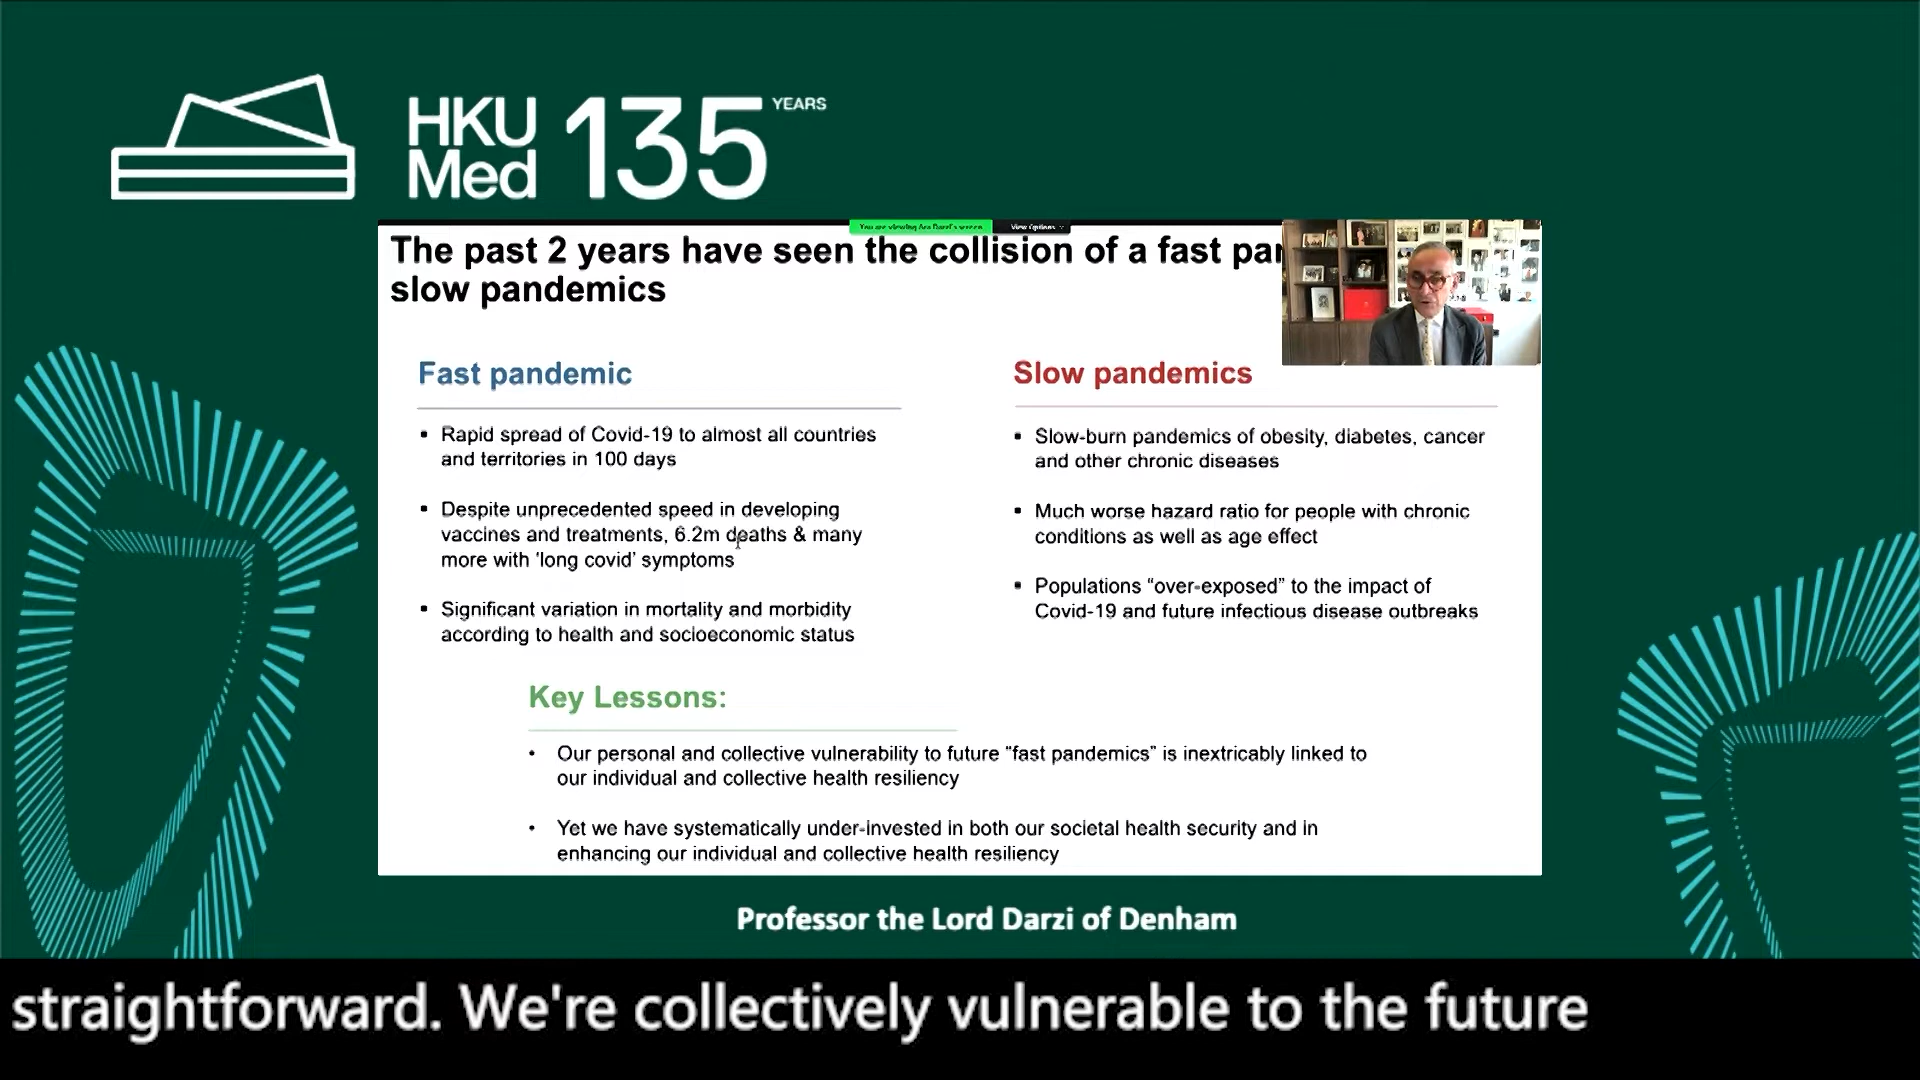 HKU
Med
135
YEARS
You are viewing Ara Darzi's screen
View Options
The past 2 years have seen the collision of a fast par
slow pandemics
Fast pandemic
▪ Rapid spread of Covid-19 to almost all countries
and territories in 100 days
▪ Despite unprecedented speed in developing
vaccines and treatments, 6.2m deaths & many
more with ‘long covid’ symptoms
▪ Significant variation in mortality and morbidity
according to health and socioeconomic status
Slow pandemics
▪ Slow-burn pandemics of obesity, diabetes, cancer
and other chronic diseases
▪ Much worse hazard ratio for people with chronic
conditions as well as age effect
▪ Populations “over-exposed” to the impact of
Covid-19 and future infectious disease outbreaks
Key Lessons:
• Our personal and collective vulnerability to future “fast pandemics” is inextricably linked to
our individual and collective health resiliency
• Yet we have systematically under-invested in both our societal health security and in
enhancing our individual and collective health resiliency
Professor the Lord Darzi of Denham
straightforward. We're collectively vulnerable to the future